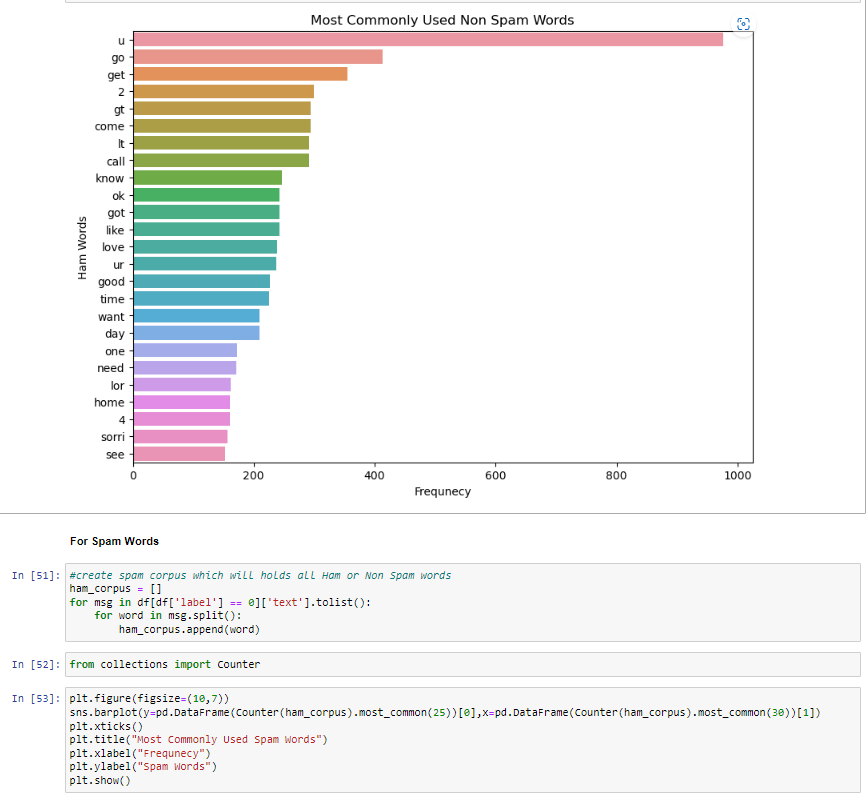 Most Commonly Used Non Spam Words
u
go
get
2
gt
come
lt
call
know
ok
got
like
love
ur
good
time
want
day
one
need
lor
home
4
sorri
see
Ham Words
0 200 400 600 800 1000
Frequnecy
For Spam Words
In [51]: #create spam corpus which will holds all Ham or Non Spam words
ham_corpus = []
for msg in df[df['label'] == 0]['text'].tolist():
    for word in msg.split():
        ham_corpus.append(word)
In [52]: from collections import Counter
In [53]: plt.figure(figsize=(10,7))
sns.barplot(y=pd.DataFrame(Counter(ham_corpus).most_common(25))[0],x=pd.DataFrame(Counter(ham_corpus).most_common(30))[1])
plt.xticks()
plt.title("Most Commonly Used Spam Words")
plt.xlabel("Frequnecy")
plt.ylabel("Spam Words")
plt.show()